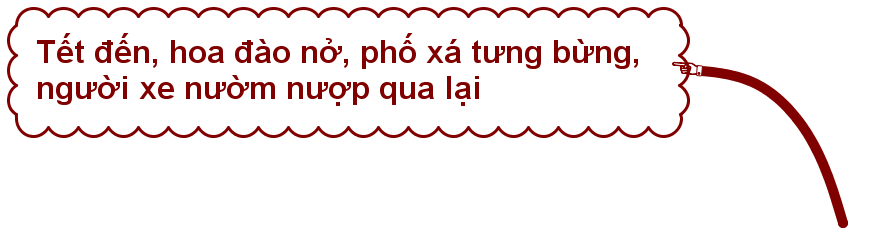 Tết đến, hoa đào nở, phố xá tưng bừng,
người xe nườm nượp qua lại